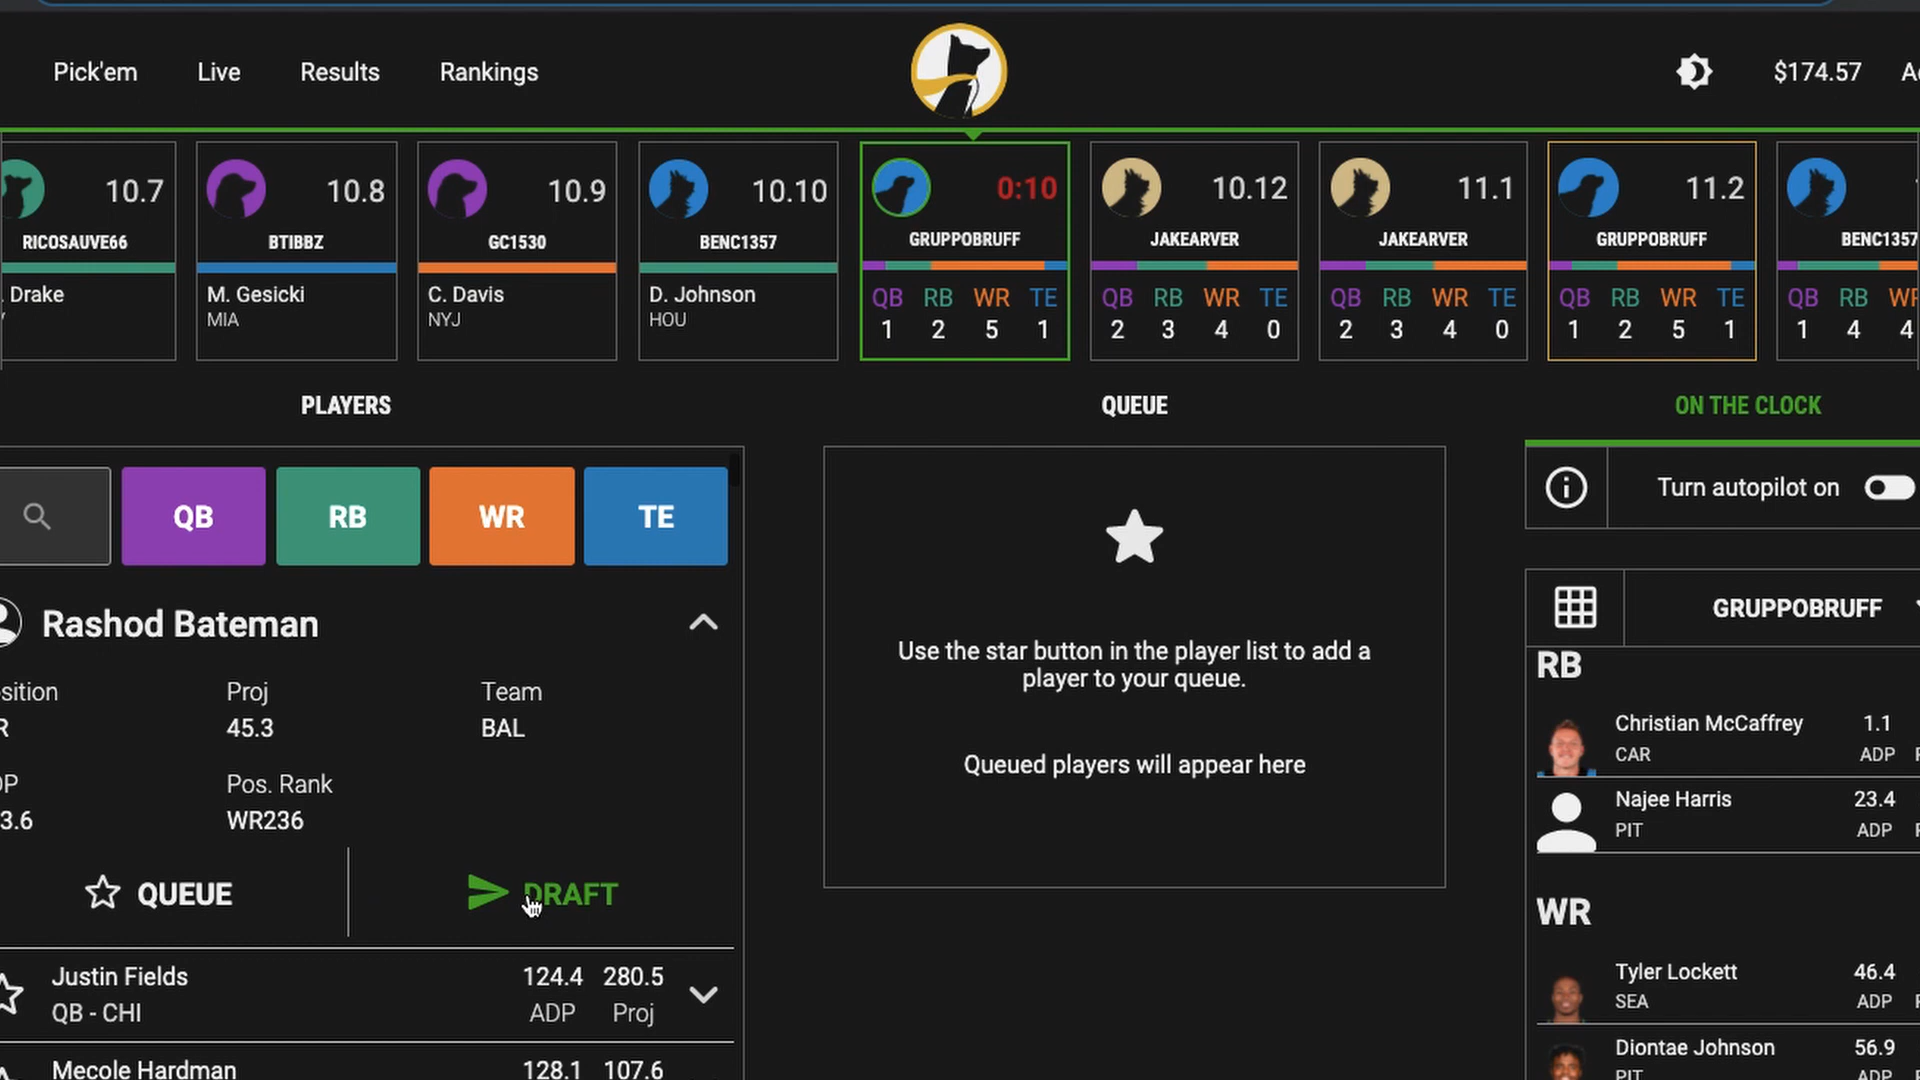 Pick'em Live Results Rankings $174.57
10.7 10.8 10.9 10.10 0:10 10.12 11.1 11.2
RICOSAUVE66 BTIBBZ GC1530 BENC1357 GRUPPOBRUFF JAKEARVER JAKEARVER GRUPPOBRUFF BENC1357
Drake M. Gesicki C. Davis D. Johnson QB RB WR TE QB RB WR TE QB RB WR TE QB RB WR TE QB RB WR
MIA NYJ HOU 1 2 5 1 2 3 4 0 2 3 4 0 1 2 5 1 1 4 4
PLAYERS QUEUE ON THE CLOCK
QB RB WR TE
Turn autopilot on
Rashod Bateman
Proj Team
45.3 BAL
Pos. Rank
3.6 WR236
QUEUE DRAFT
Justin Fields 124.4 280.5
QB - CHI ADP Proj
Mecole Hardman 128.1 107.6
Use the star button in the player list to add a
player to your queue.
Queued players will appear here
GRUPPOBRUFF
RB
Christian McCaffrey 1.1
CAR ADP
Najee Harris 23.4
PIT ADP
WR
Tyler Lockett 46.4
SEA ADP
Diontae Johnson 56.9
PIT ADP